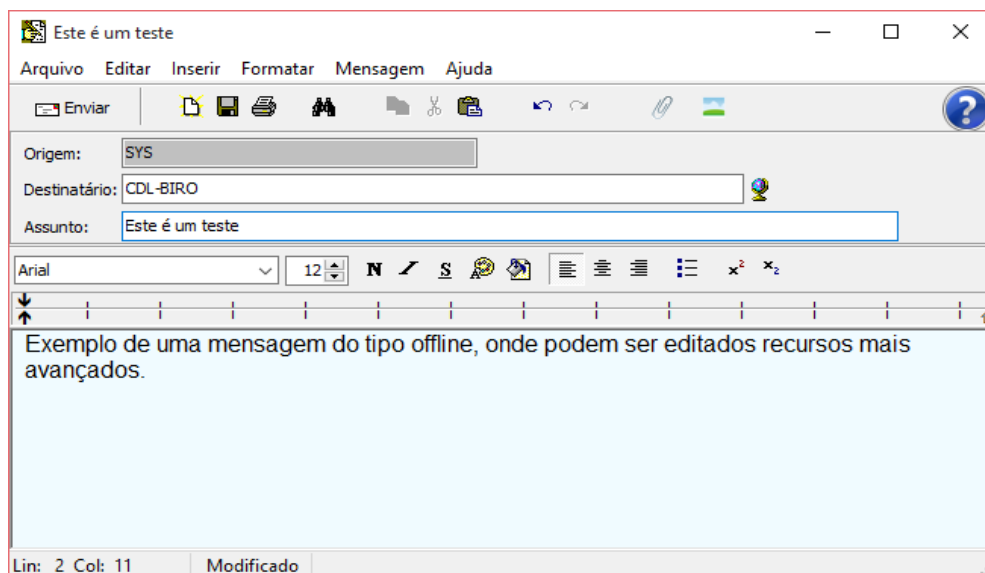 Este é um teste
Arquivo Editar Inserir Formatar Mensagem Ajuda
Enviar
Origem: SYS
Destinatário: CDL-BIRO
Assunto: Este é um teste
Arial 12 N I S x² x₂
Exemplo de uma mensagem do tipo offline, onde podem ser editados recursos mais
avançados.
Lin: 2 Col: 11 Modificado